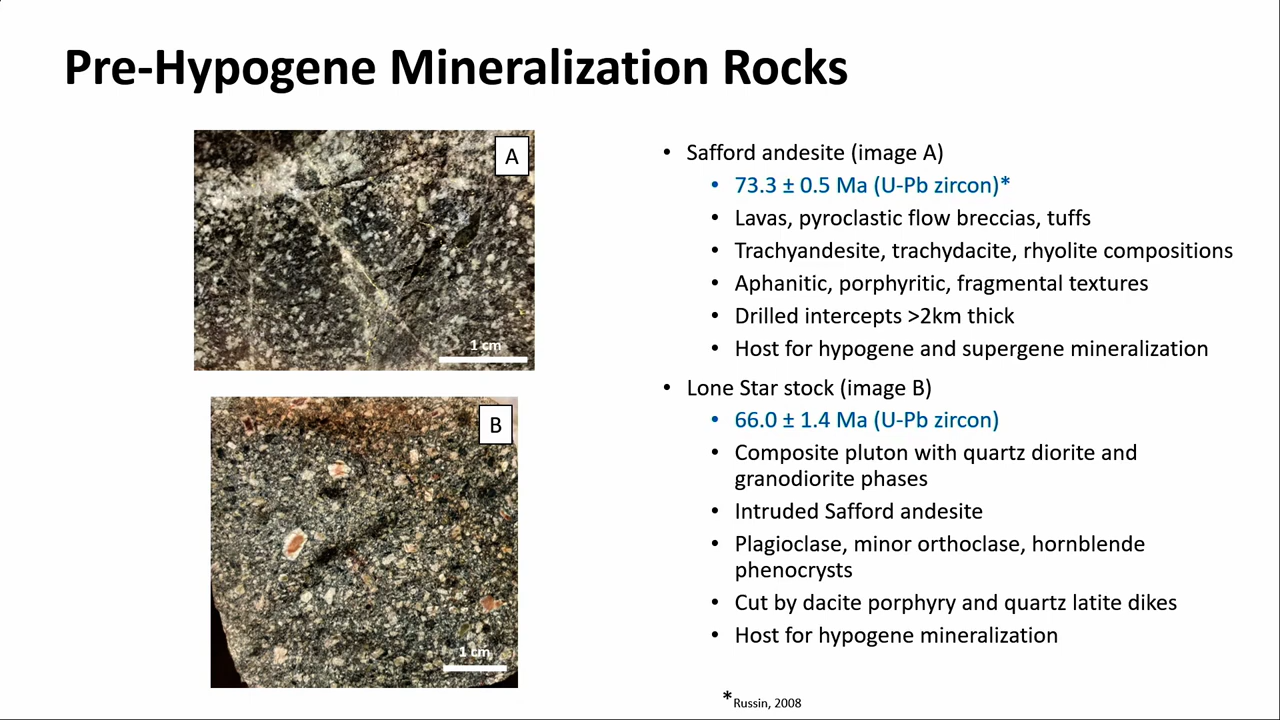 Pre-Hypogene Mineralization Rocks
A
1 cm
B
1 cm
• Safford andesite (image A)
• 73.3 ± 0.5 Ma (U-Pb zircon)*
• Lavas, pyroclastic flow breccias, tuffs
• Trachyandesite, trachydacite, rhyolite compositions
• Aphanitic, porphyritic, fragmental textures
• Drilled intercepts >2km thick
• Host for hypogene and supergene mineralization
• Lone Star stock (image B)
• 66.0 ± 1.4 Ma (U-Pb zircon)
• Composite pluton with quartz diorite and
granodiorite phases
• Intruded Safford andesite
• Plagioclase, minor orthoclase, hornblende
phenocrysts
• Cut by dacite porphyry and quartz latite dikes
• Host for hypogene mineralization
*Russin, 2008